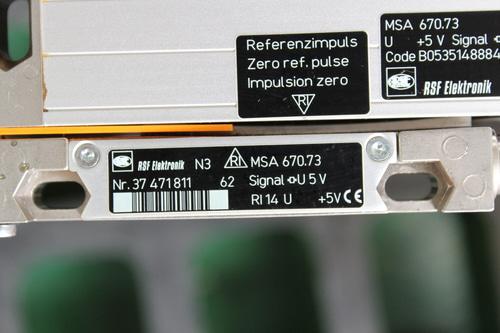 Referenzimpuls
Zero ref. pulse
Impulsion zero
R
MSA 670.73
U +5 V Signal
Code B0535148884
RSF Elektronik
RSF Elektronik N3 R MSA 670.73
Nr. 37 471811 62 Signal U 5 V
RI 14 U +5V CE